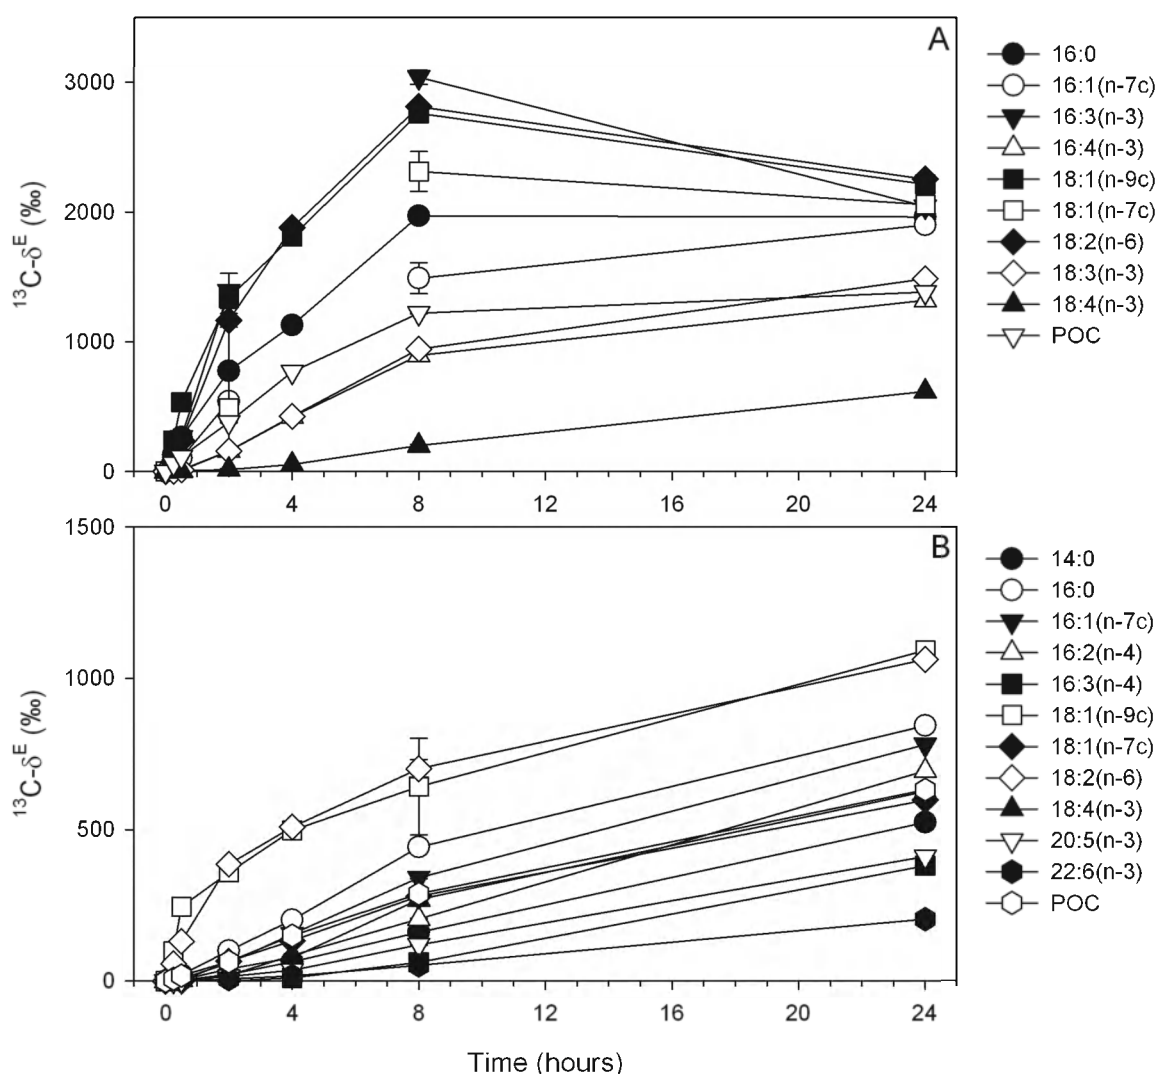 A
3000
2000
1000
0
¹³C-δᴱ (‰)
0 4 8 12 16 20 24
16:0
16:1(n-7c)
16:3(n-3)
16:4(n-3)
18:1(n-9c)
18:1(n-7c)
18:2(n-6)
18:3(n-3)
18:4(n-3)
POC
B
1500
1000
500
0
¹³C-δᴱ (‰)
0 4 8 12 16 20 24
Time (hours)
14:0
16:0
16:1(n-7c)
16:2(n-4)
16:3(n-4)
18:1(n-9c)
18:1(n-7c)
18:2(n-6)
18:4(n-3)
20:5(n-3)
22:6(n-3)
POC